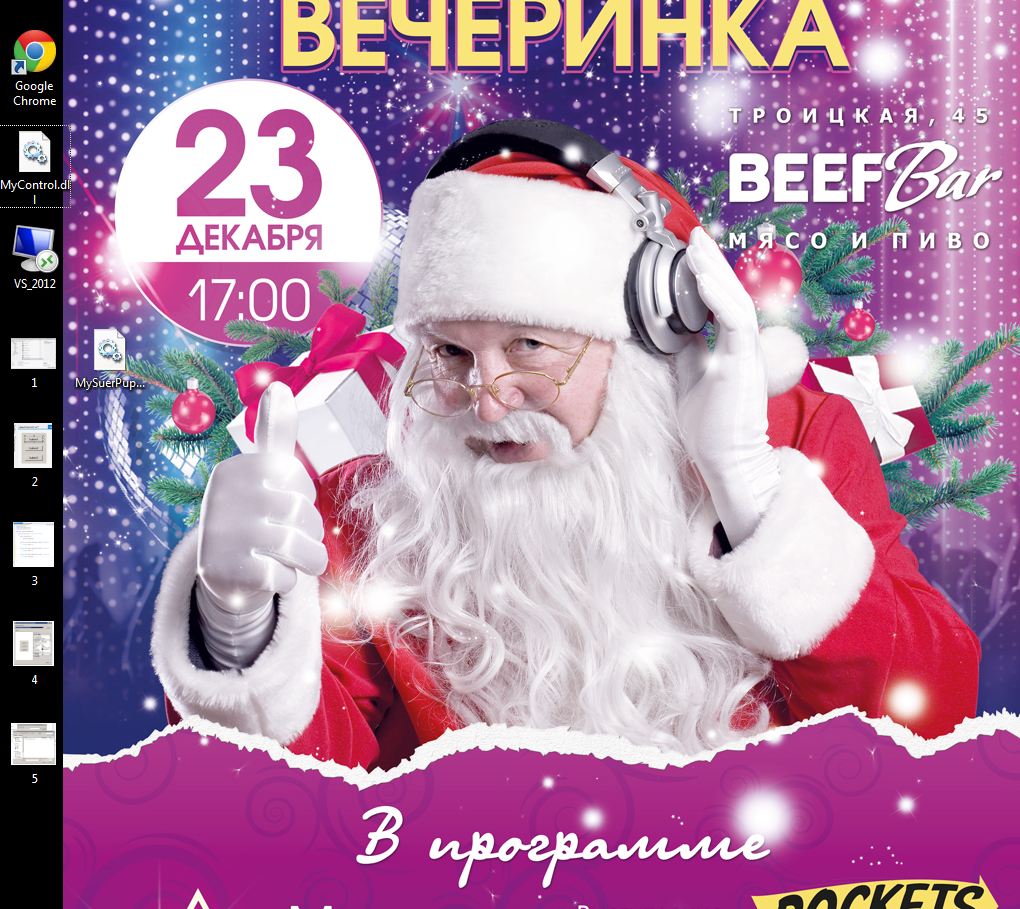 ВЕЧЕРИНКА
23
ДЕКАБРЯ
17:00
ТРОИЦКАЯ, 45
BEEF Bar
МЯСО И ПИВО
Google
Chrome
MyControl.dl
l
VS_2012
1
MySuerPup...
2
3
4
5
В программе
ROCKETS